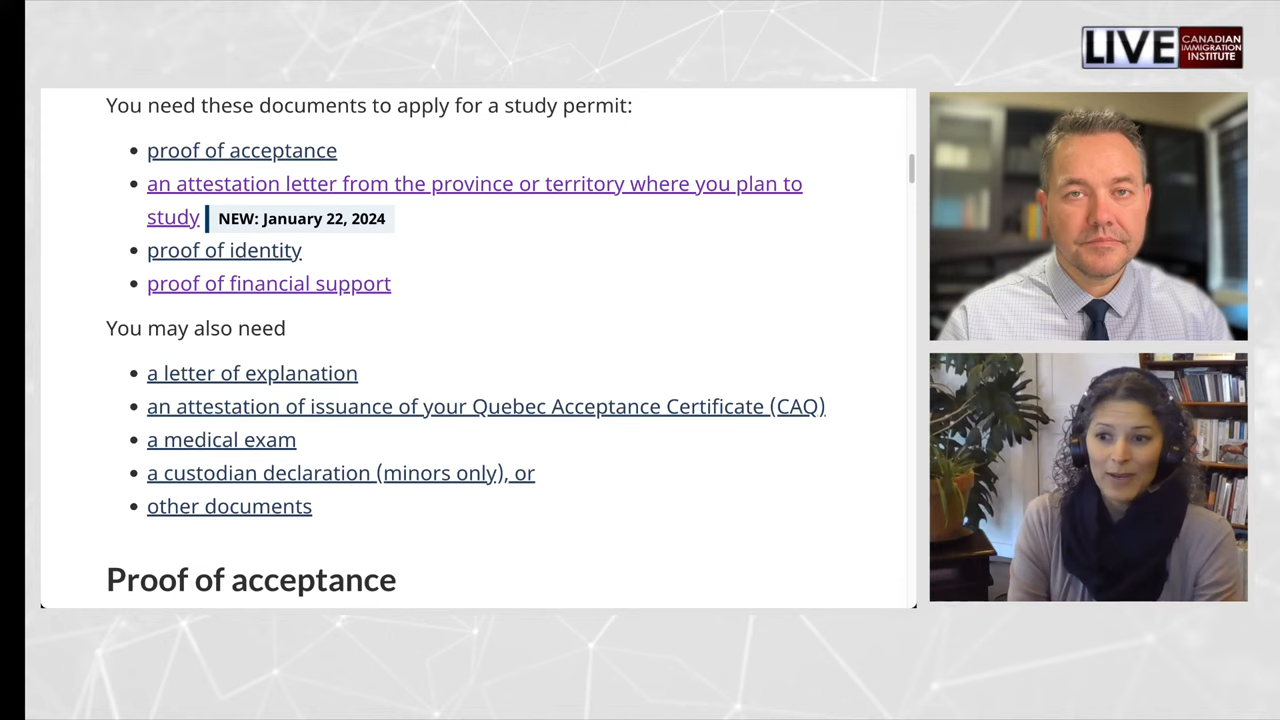 LIVE
CANADIAN
IMMIGRATION
INSTITUTE
You need these documents to apply for a study permit:
proof of acceptance
an attestation letter from the province or territory where you plan to
study NEW: January 22, 2024
proof of identity
proof of financial support
You may also need
a letter of explanation
an attestation of issuance of your Quebec Acceptance Certificate (CAQ)
a medical exam
a custodian declaration (minors only), or
other documents
Proof of acceptance